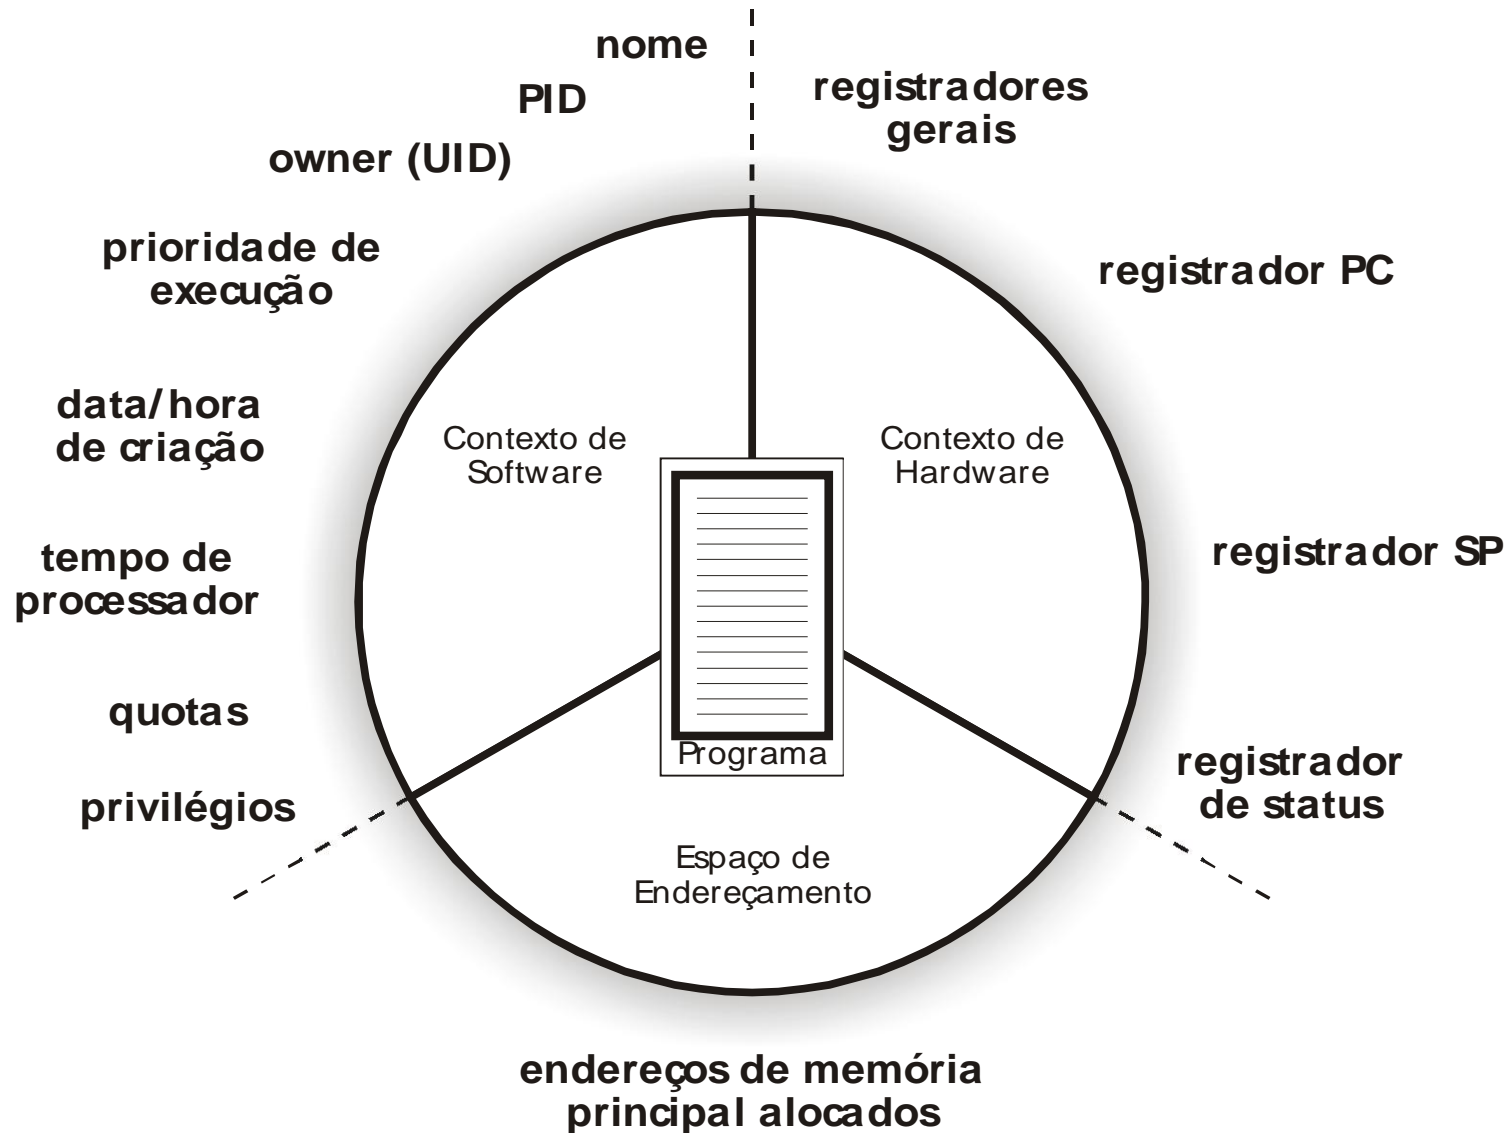 nome
PID
owner (UID)
prioridade de
execução
data/hora
de criação
tempo de
processador
quotas
privilégios
registradores
gerais
registrador PC
registrador SP
registrador
de status
Contexto de
Software
Contexto de
Hardware
Programa
Espaço de
Endereçamento
endereços de memória
principal alocados